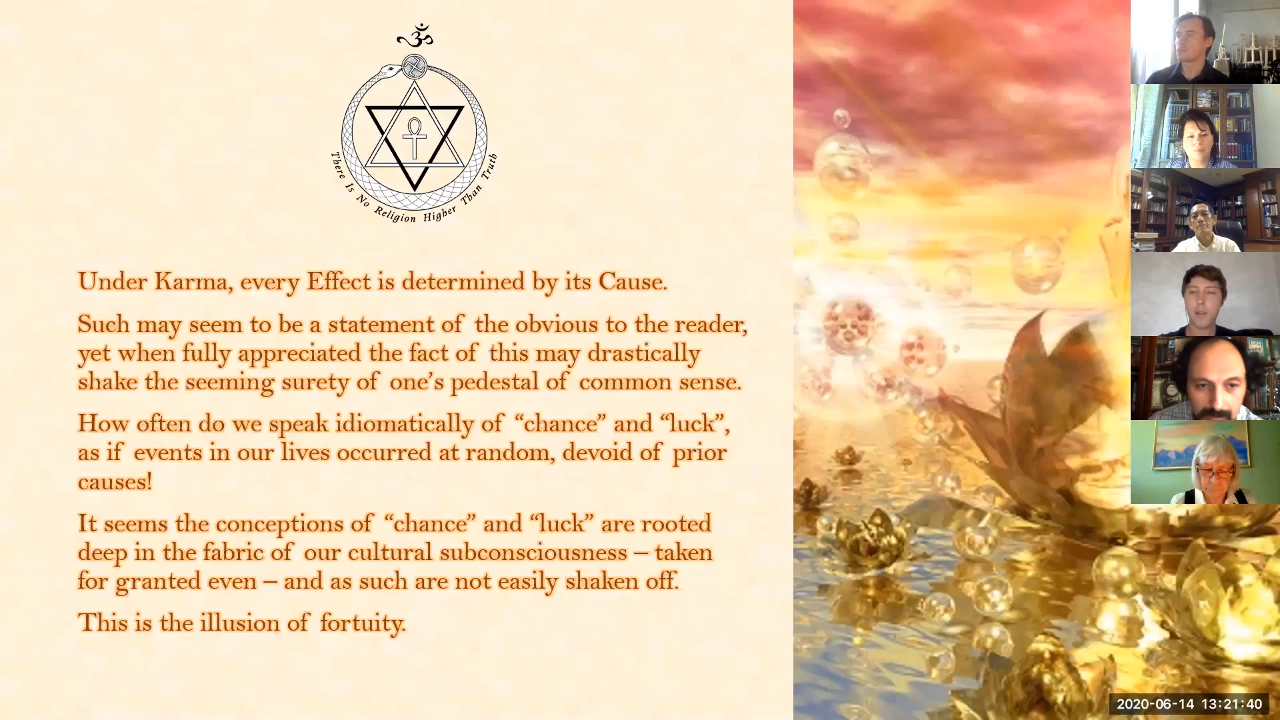 ॐ
There Is No Religion Higher Than Truth
Under Karma, every Effect is determined by its Cause.
Such may seem to be a statement of the obvious to the reader,
yet when fully appreciated the fact of this may drastically
shake the seeming surety of one’s pedestal of common sense.
How often do we speak idiomatically of “chance” and “luck”,
as if events in our lives occurred at random, devoid of prior
causes!
It seems the conceptions of “chance” and “luck” are rooted
deep in the fabric of our cultural subconsciousness – taken
for granted even – and as such are not easily shaken off.
This is the illusion of fortuity.
2020-06-14 13:21:40